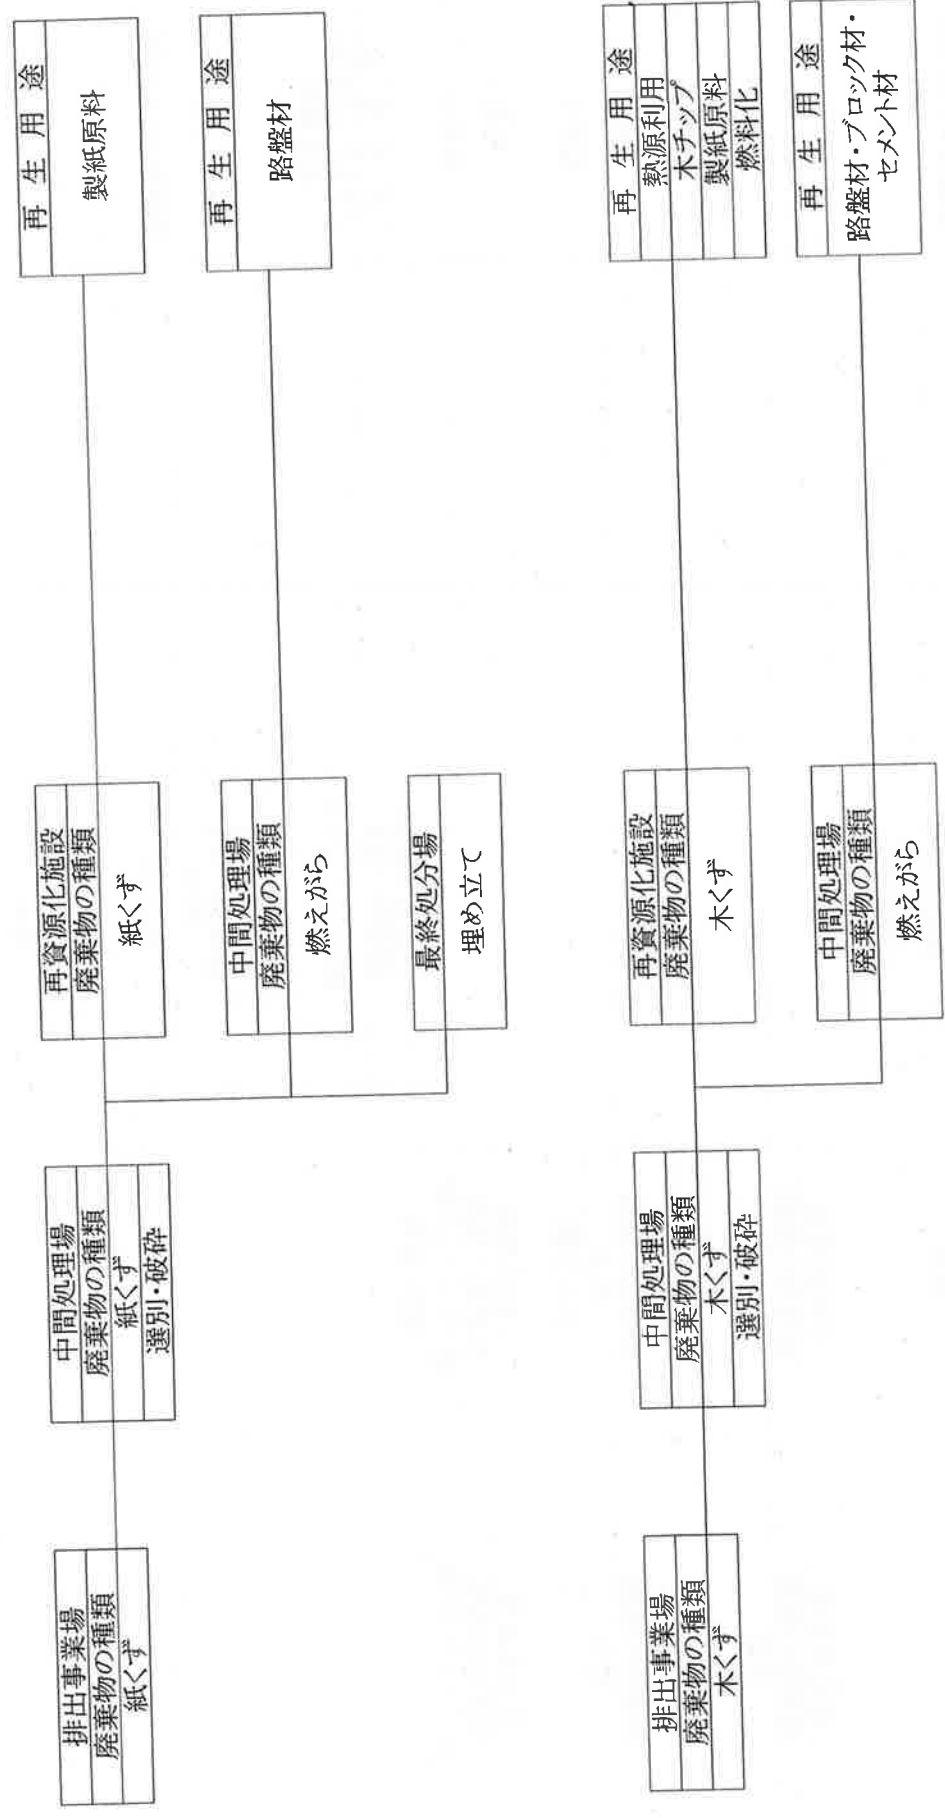 排出事業場
廃棄物の種類
紙くず
中間処理場
廃棄物の種類
紙くず
選別・破砕
再資源化施設
廃棄物の種類
紙くず
再生用途
製紙原料
中間処理場
廃棄物の種類
燃えがら
再生用途
路盤材
最終処分場
埋め立て
排出事業場
廃棄物の種類
木くず
中間処理場
廃棄物の種類
木くず
選別・破砕
再資源化施設
廃棄物の種類
木くず
再生用途
熱源利用
木チップ
製紙原料
燃料化
中間処理場
廃棄物の種類
燃えがら
再生用途
路盤材・ブロック材・
セメント材